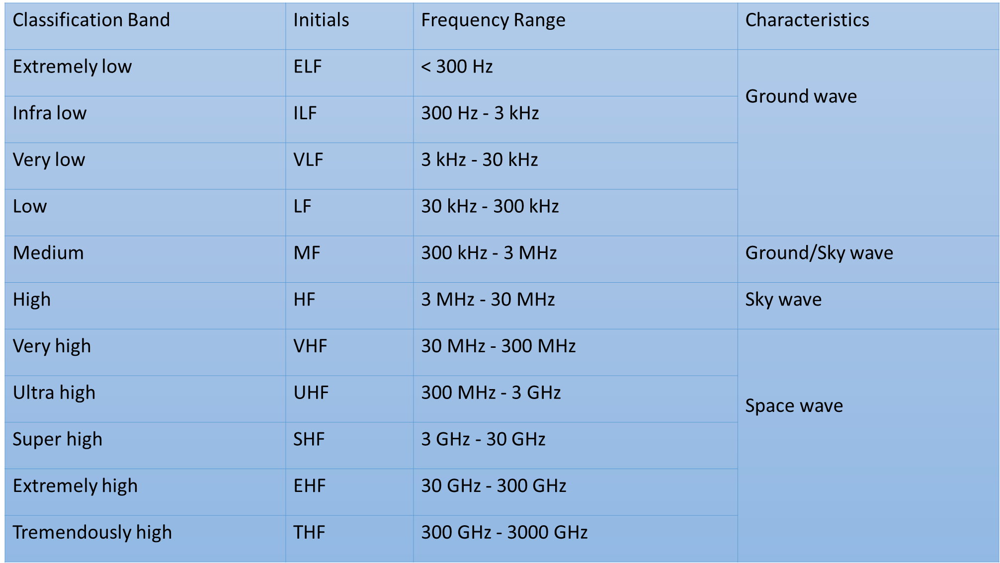 Classification Band Initials Frequency Range Characteristics
Extremely low ELF < 300 Hz
Ground wave
Infra low ILF 300 Hz - 3 kHz
Very low VLF 3 kHz - 30 kHz
Low LF 30 kHz - 300 kHz
Medium MF 300 kHz - 3 MHz Ground/Sky wave
High HF 3 MHz - 30 MHz Sky wave
Very high VHF 30 MHz - 300 MHz
Ultra high UHF 300 MHz - 3 GHz
Space wave
Super high SHF 3 GHz - 30 GHz
Extremely high EHF 30 GHz - 300 GHz
Tremendously high THF 300 GHz - 3000 GHz